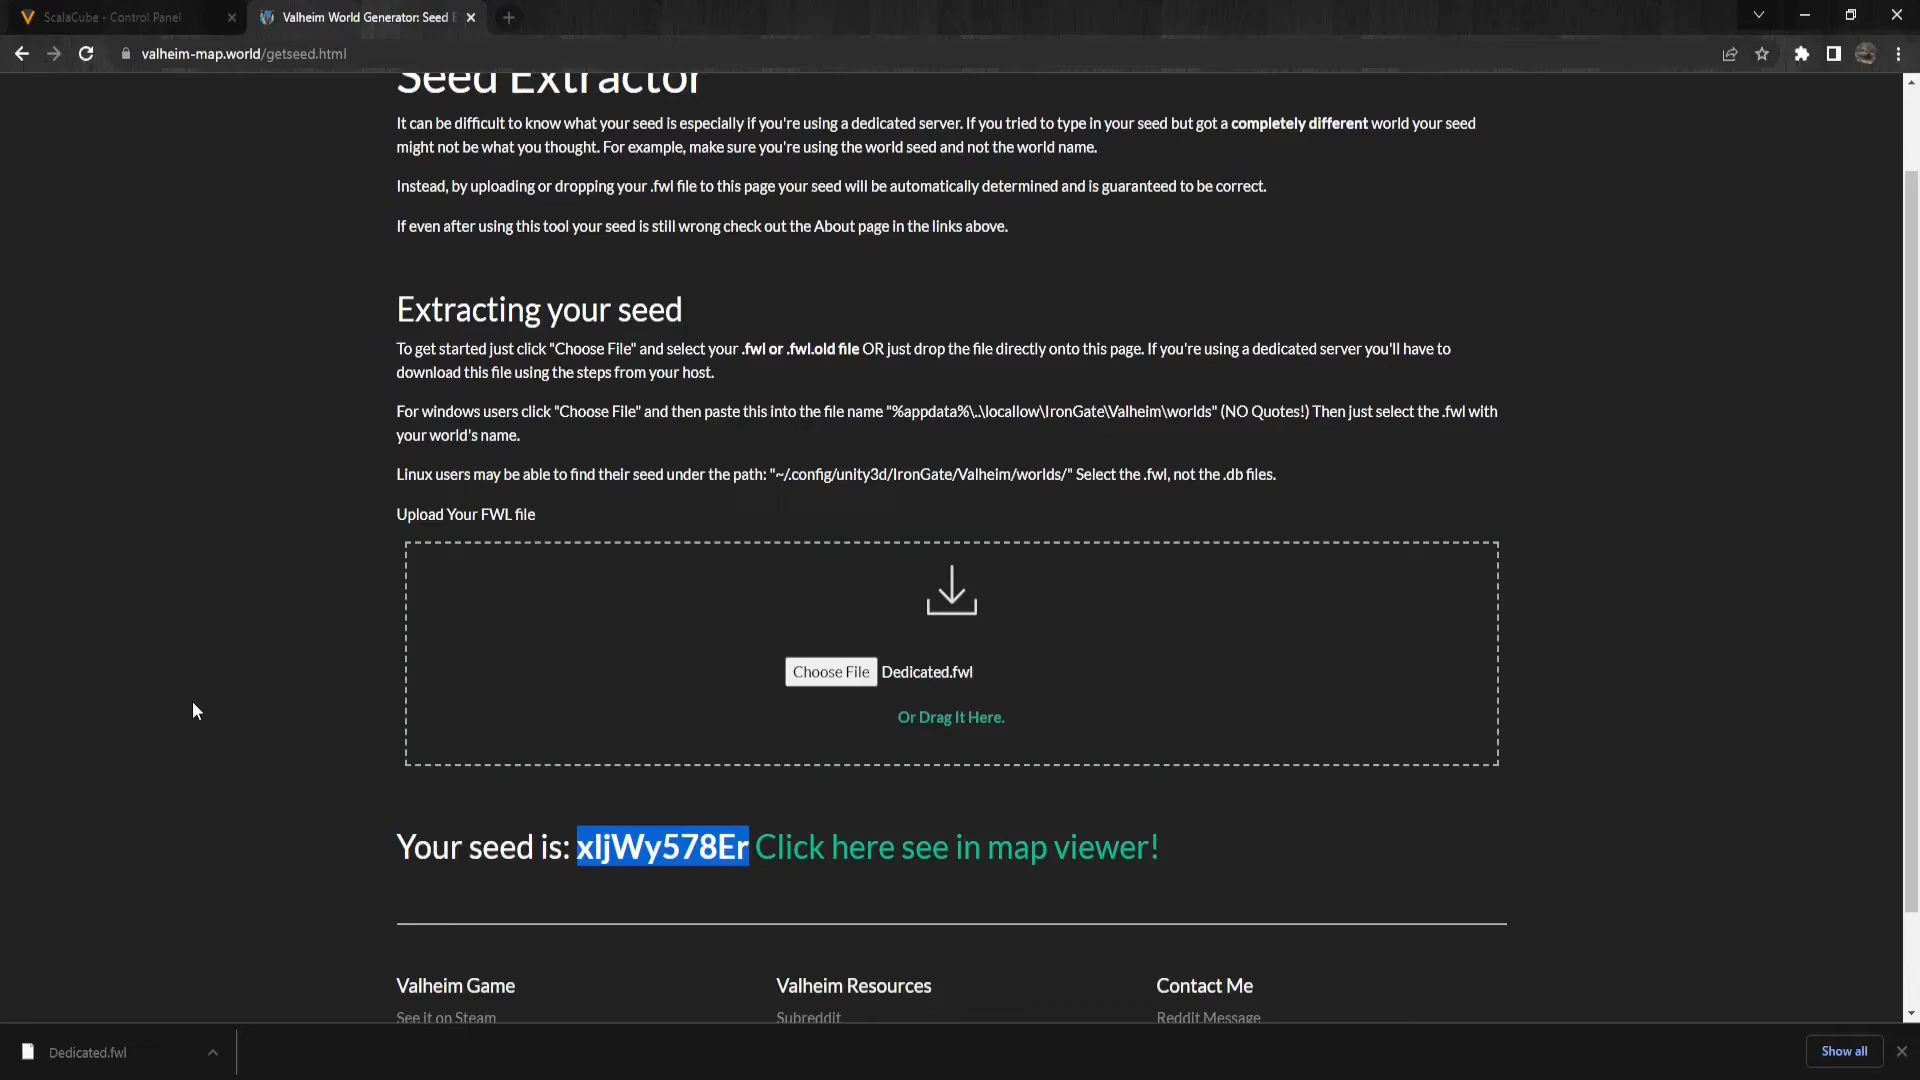 ScalaCube - Control Panel
Valheim World Generator: Seed E
valheim-map.world/getseed.html
Seed Extractor
It can be difficult to know what your seed is especially if you're using a dedicated server. If you tried to type in your seed but got a completely different world your seed
might not be what you thought. For example, make sure you're using the world seed and not the world name.
Instead, by uploading or dropping your .fwl file to this page your seed will be automatically determined and is guaranteed to be correct.
If even after using this tool your seed is still wrong check out the About page in the links above.
Extracting your seed
To get started just click "Choose File" and select your .fwl or .fwl.old file OR just drop the file directly onto this page. If you're using a dedicated server you'll have to
download this file using the steps from your host.
For windows users click "Choose File" and then paste this into the file name "%appdata%\..\locallow\IronGate\Valheim\worlds" (NO Quotes!) Then just select the .fwl with
your world's name.
Linux users may be able to find their seed under the path: "~/.config/unity3d/IronGate/Valheim/worlds/" Select the .fwl, not the .db files.
Upload Your FWL file
Choose File Dedicated.fwl
Or Drag It Here.
Your seed is: xljWy578Er Click here see in map viewer!
Valheim Game
Valheim Resources
Contact Me
See it on Steam
Subreddit
Reddit Message
Dedicated.fwl
Show all